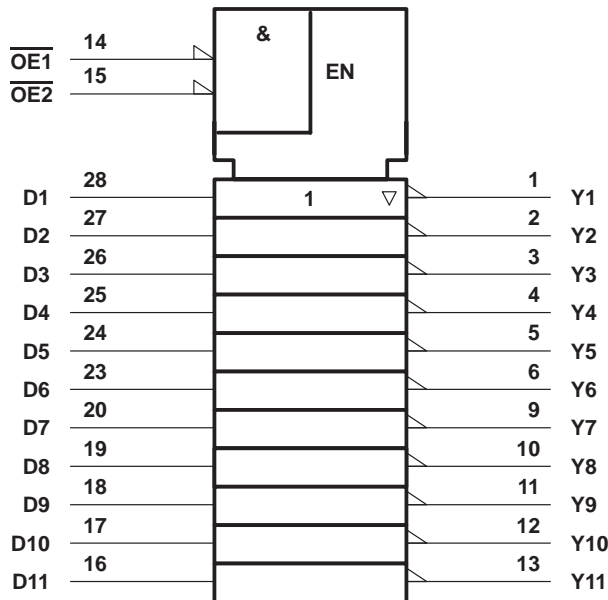 &
EN
O̅E̅1̅ 14
O̅E̅2̅ 15
D1 28 1 ▽ 1 Y1
D2 27 2 Y2
D3 26 3 Y3
D4 25 4 Y4
D5 24 5 Y5
D6 23 6 Y6
D7 20 9 Y7
D8 19 10 Y8
D9 18 11 Y9
D10 17 12 Y10
D11 16 13 Y11